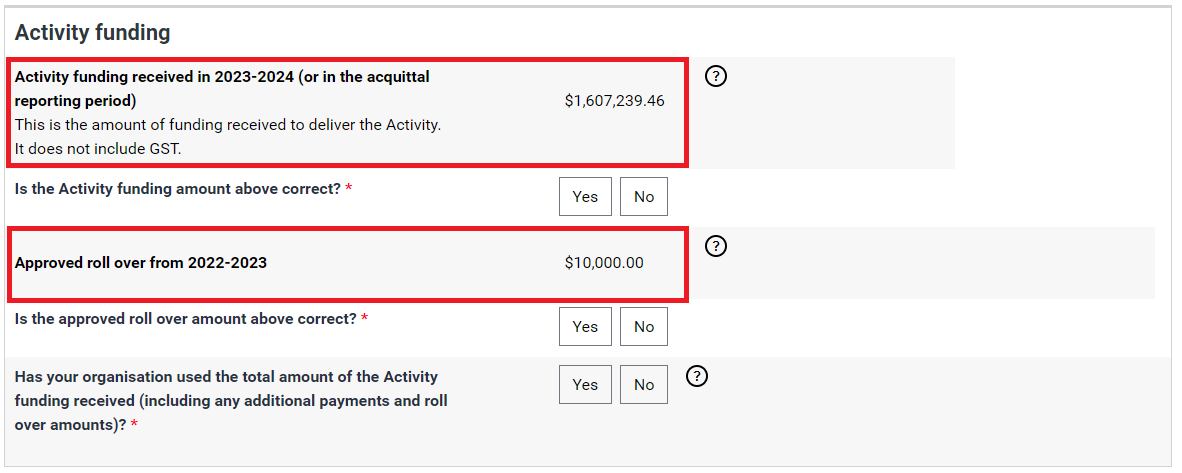 Activity funding
Activity funding received in 2023-2024 (or in the acquittal
reporting period)
$1,607,239.46
?
This is the amount of funding received to deliver the Activity.
It does not include GST.
Is the Activity funding amount above correct? *
Yes
No
Approved roll over from 2022-2023
$10,000.00
?
Is the approved roll over amount above correct? *
Yes
No
Has your organisation used the total amount of the Activity
funding received (including any additional payments and roll
over amounts)? *
Yes
No
?